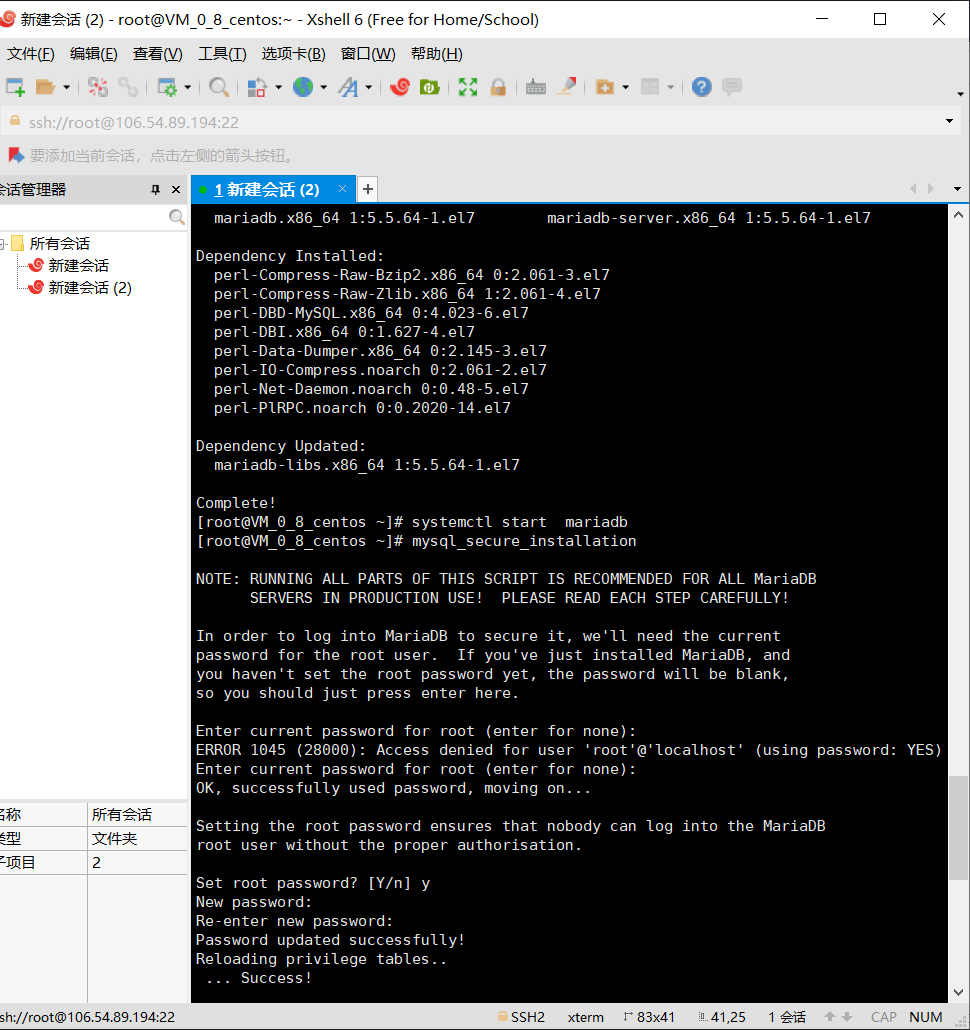 新建会话 (2) - root@VM_0_8_centos:~ - Xshell 6 (Free for Home/School)
文件(F) 编辑(E) 查看(V) 工具(T) 选项卡(B) 窗口(W) 帮助(H)
ssh://root@106.54.89.194:22
要添加当前会话，点击左侧的箭头按钮。
会话管理器
1 新建会话 (2)
所有会话
新建会话
新建会话 (2)
mariadb.x86_64 1:5.5.64-1.el7 mariadb-server.x86_64 1:5.5.64-1.el7
Dependency Installed:
perl-Compress-Raw-Bzip2.x86_64 0:2.061-3.el7
perl-Compress-Raw-Zlib.x86_64 1:2.061-4.el7
perl-DBD-MySQL.x86_64 0:4.023-6.el7
perl-DBI.x86_64 0:1.627-4.el7
perl-Data-Dumper.x86_64 0:2.145-3.el7
perl-IO-Compress.noarch 0:2.061-2.el7
perl-Net-Daemon.noarch 0:0.48-5.el7
perl-PlRPC.noarch 0:0.2020-14.el7
Dependency Updated:
mariadb-libs.x86_64 1:5.5.64-1.el7
Complete!
[root@VM_0_8_centos ~]# systemctl start  mariadb
[root@VM_0_8_centos ~]# mysql_secure_installation
NOTE: RUNNING ALL PARTS OF THIS SCRIPT IS RECOMMENDED FOR ALL MariaDB
SERVERS IN PRODUCTION USE!  PLEASE READ EACH STEP CAREFULLY!
In order to log into MariaDB to secure it, we'll need the current
password for the root user.  If you've just installed MariaDB, and
you haven't set the root password yet, the password will be blank,
so you should just press enter here.
Enter current password for root (enter for none):
ERROR 1045 (28000): Access denied for user 'root'@'localhost' (using password: YES)
Enter current password for root (enter for none):
OK, successfully used password, moving on...
Setting the root password ensures that nobody can log into the MariaDB
root user without the proper authorisation.
Set root password? [Y/n] y
New password:
Re-enter new password:
Password updated successfully!
Reloading privilege tables..
... Success!
名称 所有会话
类型 文件夹
子项目 2
sh://root@106.54.89.194:22 SSH2 xterm 83x41 41,25 1 会话 CAP NUM